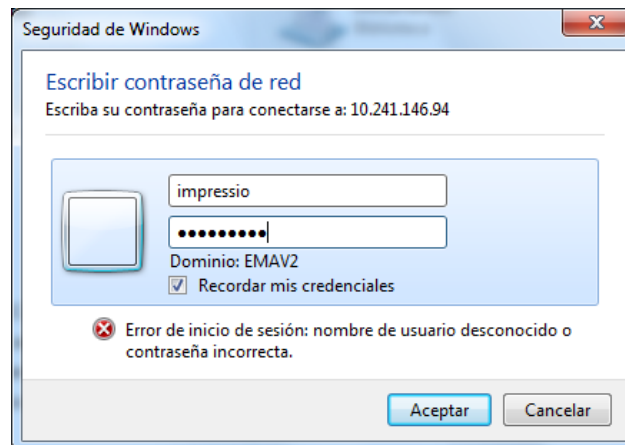 Seguridad de Windows
Escribir contraseña de red
Escriba su contraseña para conectarse a: 10.241.146.94
impressio
●●●●●●●●●
Dominio: EMAV2
Recordar mis credenciales
Error de inicio de sesión: nombre de usuario desconocido o
contraseña incorrecta.
Aceptar
Cancelar